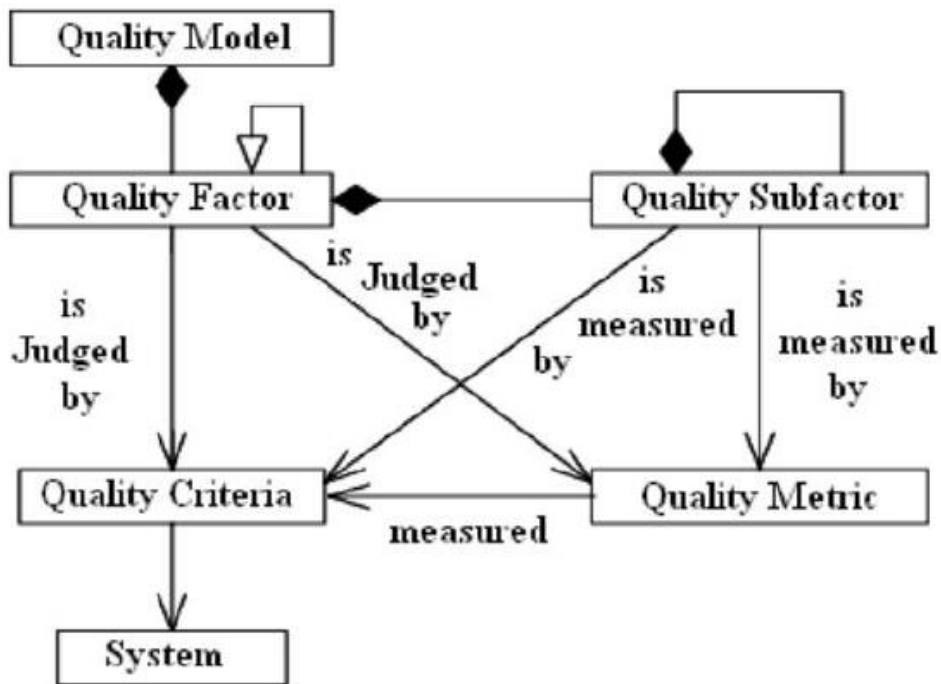 Quality Model
Quality Factor
Quality Subfactor
is
Judged
by
is
Judged
by
is
measured
by
is
measured
by
Quality Criteria
Quality Metric
measured
System